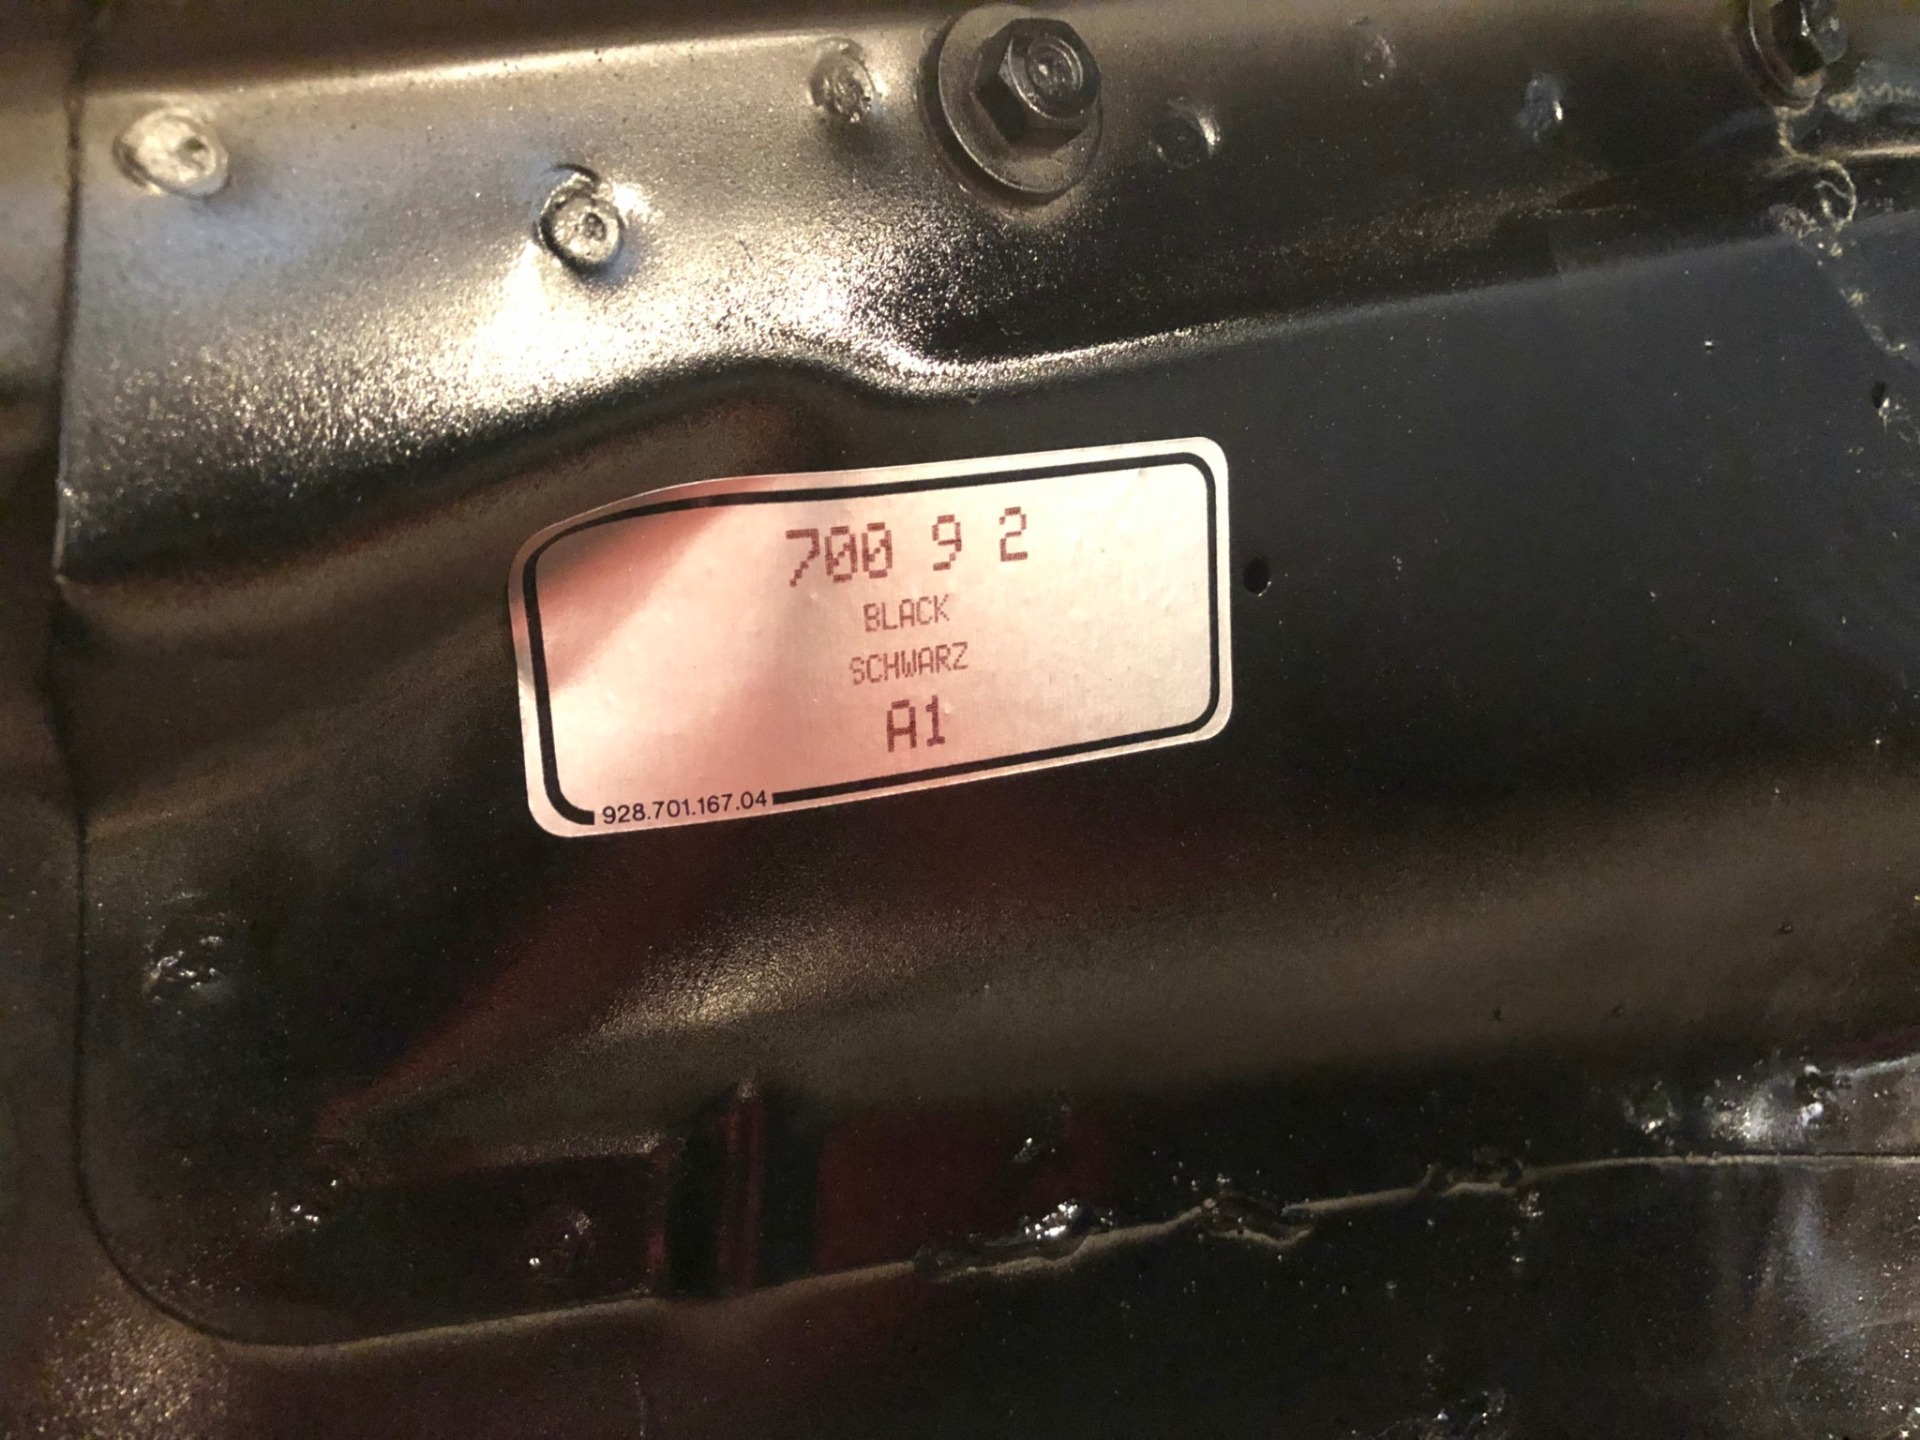 700 9 2
BLACK
SCHWARZ
A1
928.701.167.04